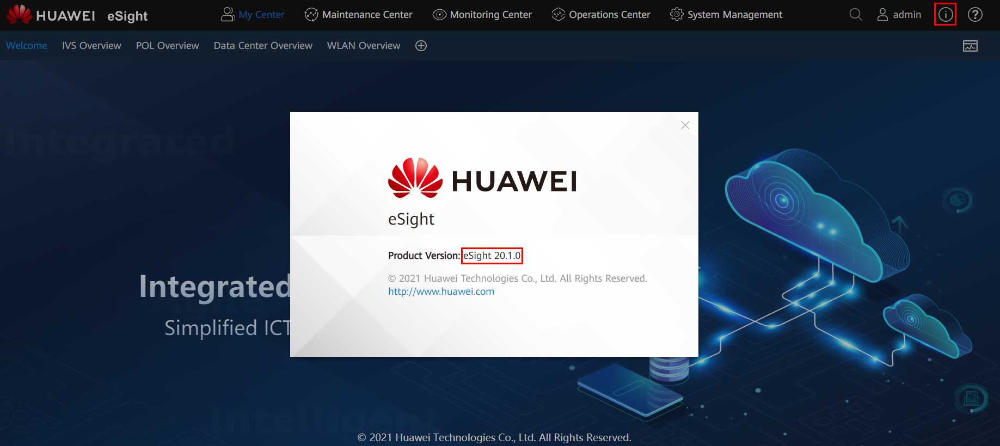 HUAWEI eSight My Center Maintenance Center Monitoring Center Operations Center System Management admin
Welcome IVS Overview POL Overview Data Center Overview WLAN Overview
Integrated
HUAWEI
eSight
Product Version: eSight 20.1.0
© 2021 Huawei Technologies Co., Ltd. All Rights Reserved.
http://www.huawei.com
Integrated
Agile
Simplified ICT
Intelligent
© 2021 Huawei Technologies Co., Ltd. All Rights Reserved.